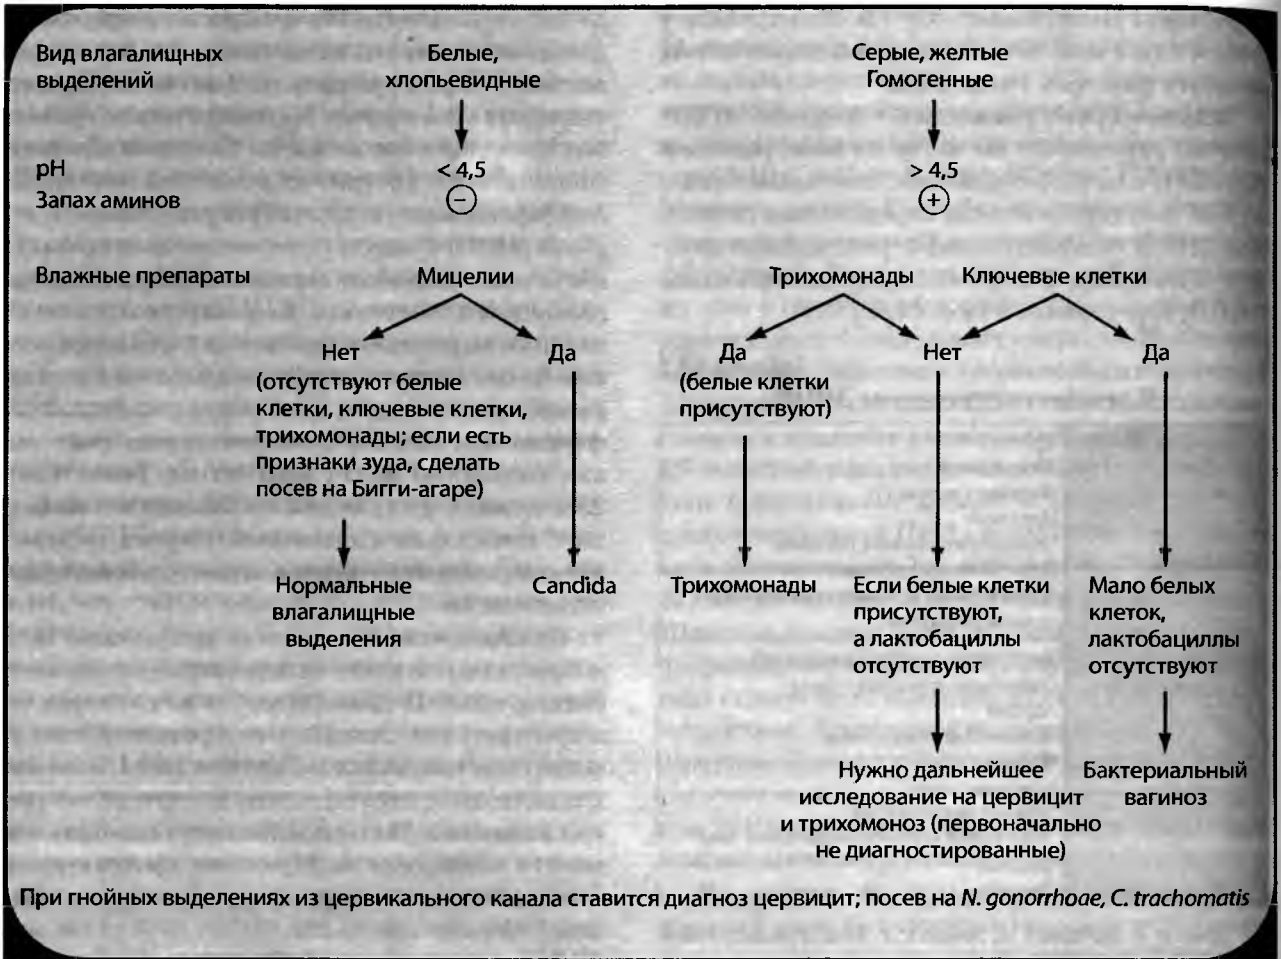 Вид влагалищных
выделений
Белые,
хлопьевидные
Серые, желтые
Гомогенные
pH
< 4,5
> 4,5
Запах аминов
−
+
Влажные препараты
Мицелии
Трихомонады
Ключевые клетки
Нет
Да
Да
Нет
Да
(отсутствуют белые
клетки, ключевые клетки,
трихомонады; если есть
признаки зуда, сделать
посев на Бигги-агаре)
(белые клетки
присутствуют)
Нормальные
влагалищные
выделения
Candida
Трихомонады
Если белые клетки
присутствуют,
а лактобациллы
отсутствуют
Мало белых
клеток,
лактобациллы
отсутствуют
Нужно дальнейшее
исследование на цервицит
и трихомоноз (первоначально
не диагностированные)
Бактериальный
вагиноз
При гнойных выделениях из цервикального канала ставится диагноз цервицит; посев на N. gonorrhoae, C. trachomatis